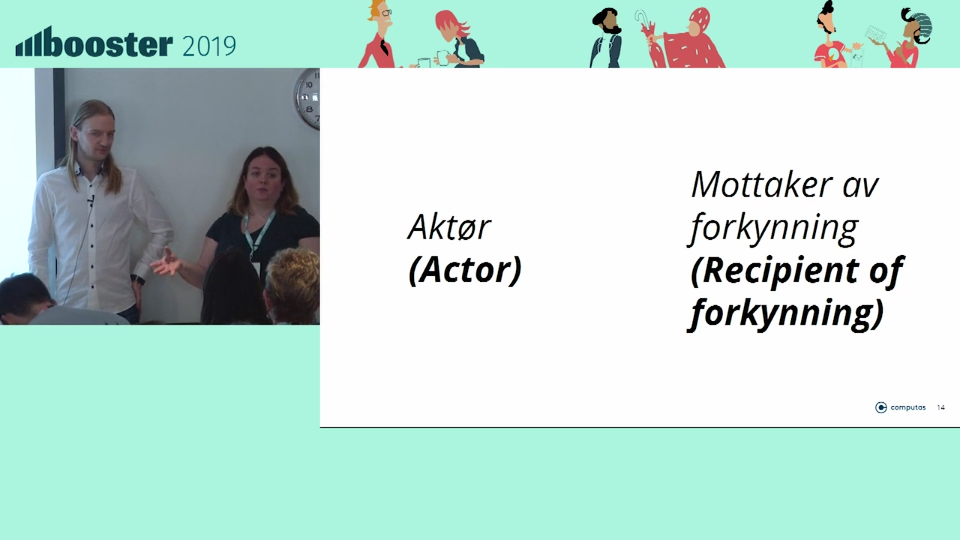 booster 2019
Aktør
(Actor)
Mottaker av
forkynning
(Recipient of
forkynning)
computas 14